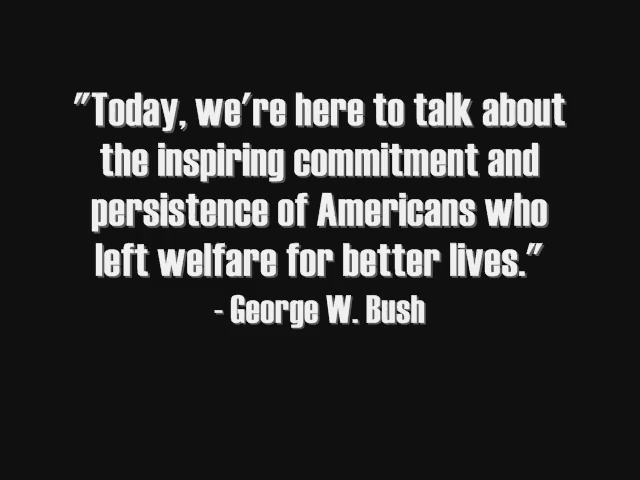 "Today, we're here to talk about
the inspiring commitment and
persistence of Americans who
left welfare for better lives."
- George W. Bush